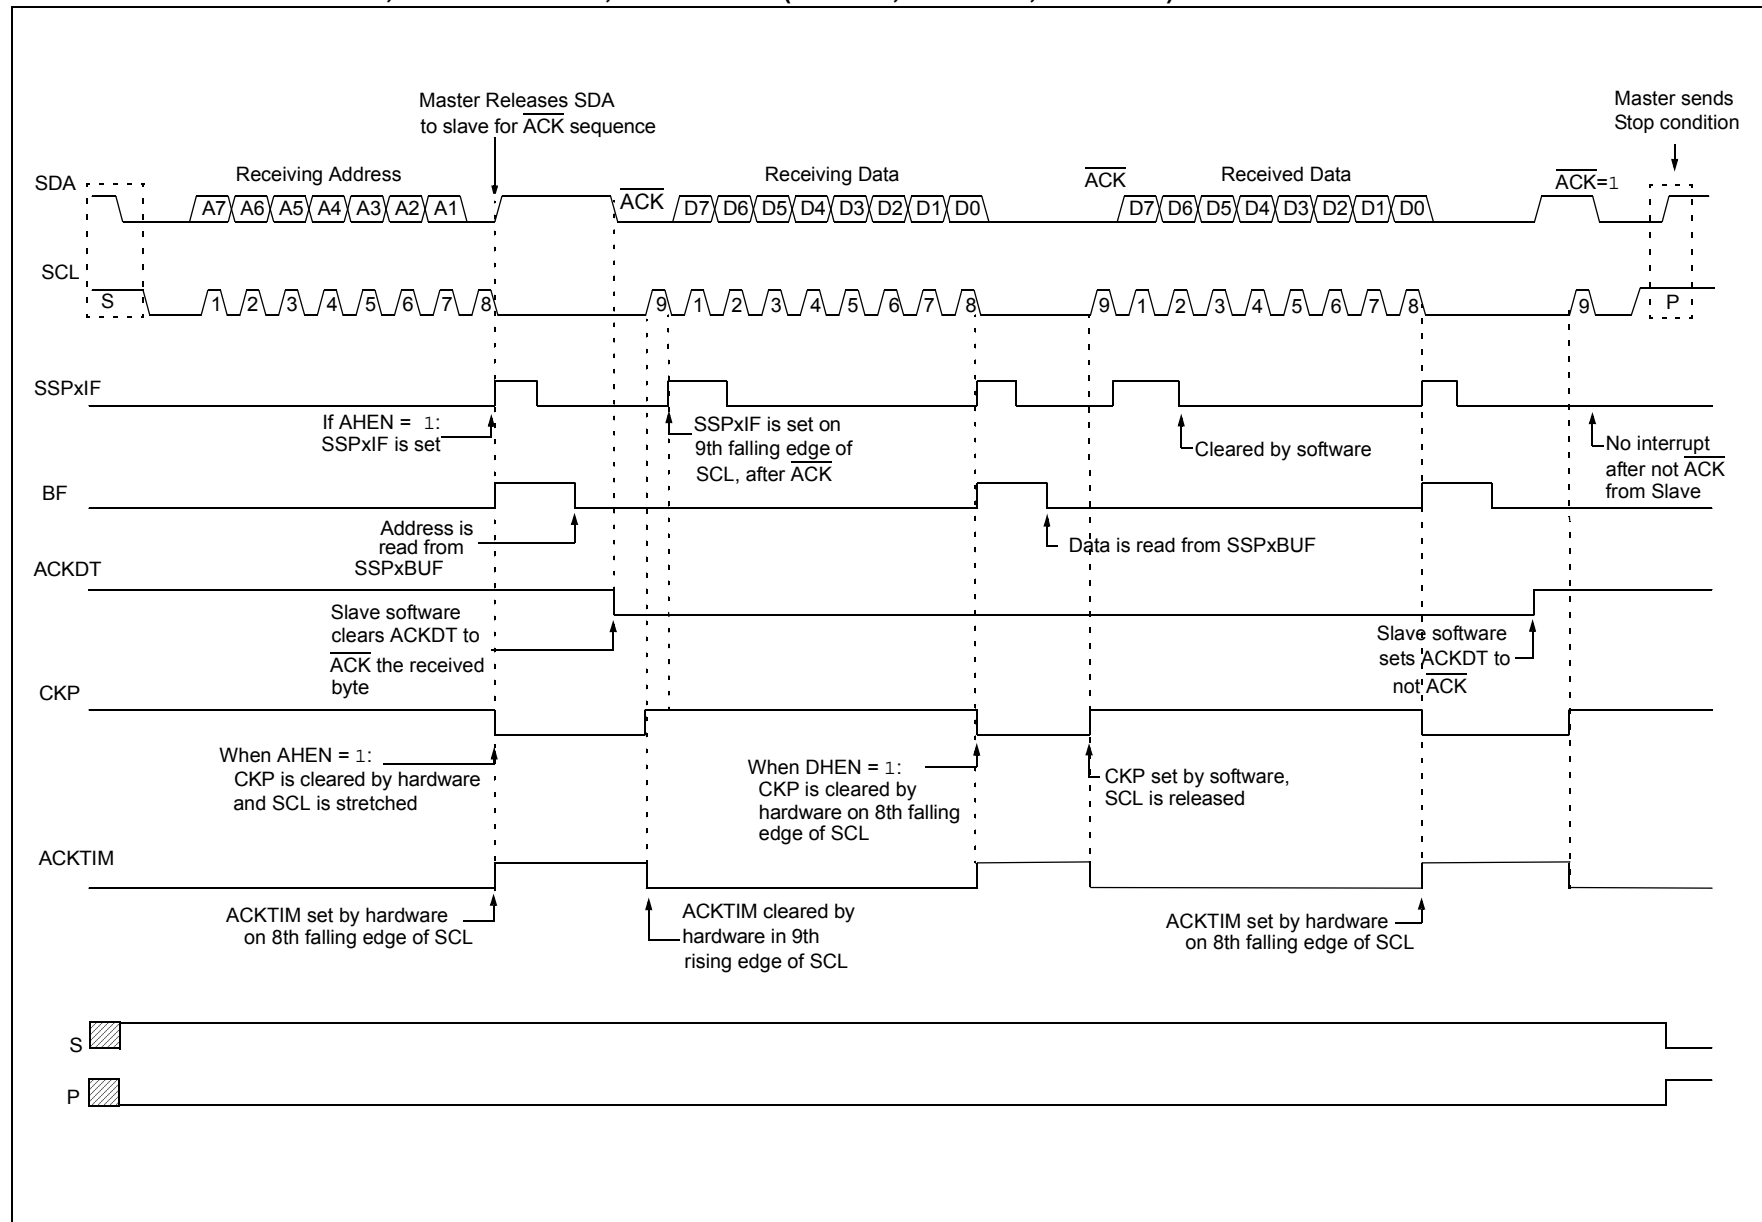 Master Releases SDA
to slave for ACK sequence
Master sends
Stop condition
SDA
Receiving Address
ACK
Receiving Data
ACK
Received Data
ACK=1
A7 A6 A5 A4 A3 A2 A1
D7 D6 D5 D4 D3 D2 D1 D0
D7 D6 D5 D4 D3 D2 D1 D0
SCL
S
1 2 3 4 5 6 7 8
9 1 2 3 4 5 6 7 8
9 1 2 3 4 5 6 7 8
9
P
SSPxIF
If AHEN = 1:
SSPxIF is set
SSPxIF is set on
9th falling edge of
SCL, after ACK
Cleared by software
No interrupt
after not ACK
from Slave
BF
Address is
read from
SSPxBUF
Data is read from SSPxBUF
ACKDT
Slave software
clears ACKDT to
ACK the received
byte
Slave software
sets ACKDT to
not ACK
CKP
When AHEN = 1:
CKP is cleared by hardware
and SCL is stretched
When DHEN = 1:
CKP is cleared by
hardware on 8th falling
edge of SCL
CKP set by software,
SCL is released
ACKTIM
ACKTIM set by hardware
on 8th falling edge of SCL
ACKTIM cleared by
hardware in 9th
rising edge of SCL
ACKTIM set by hardware
on 8th falling edge of SCL
S
P